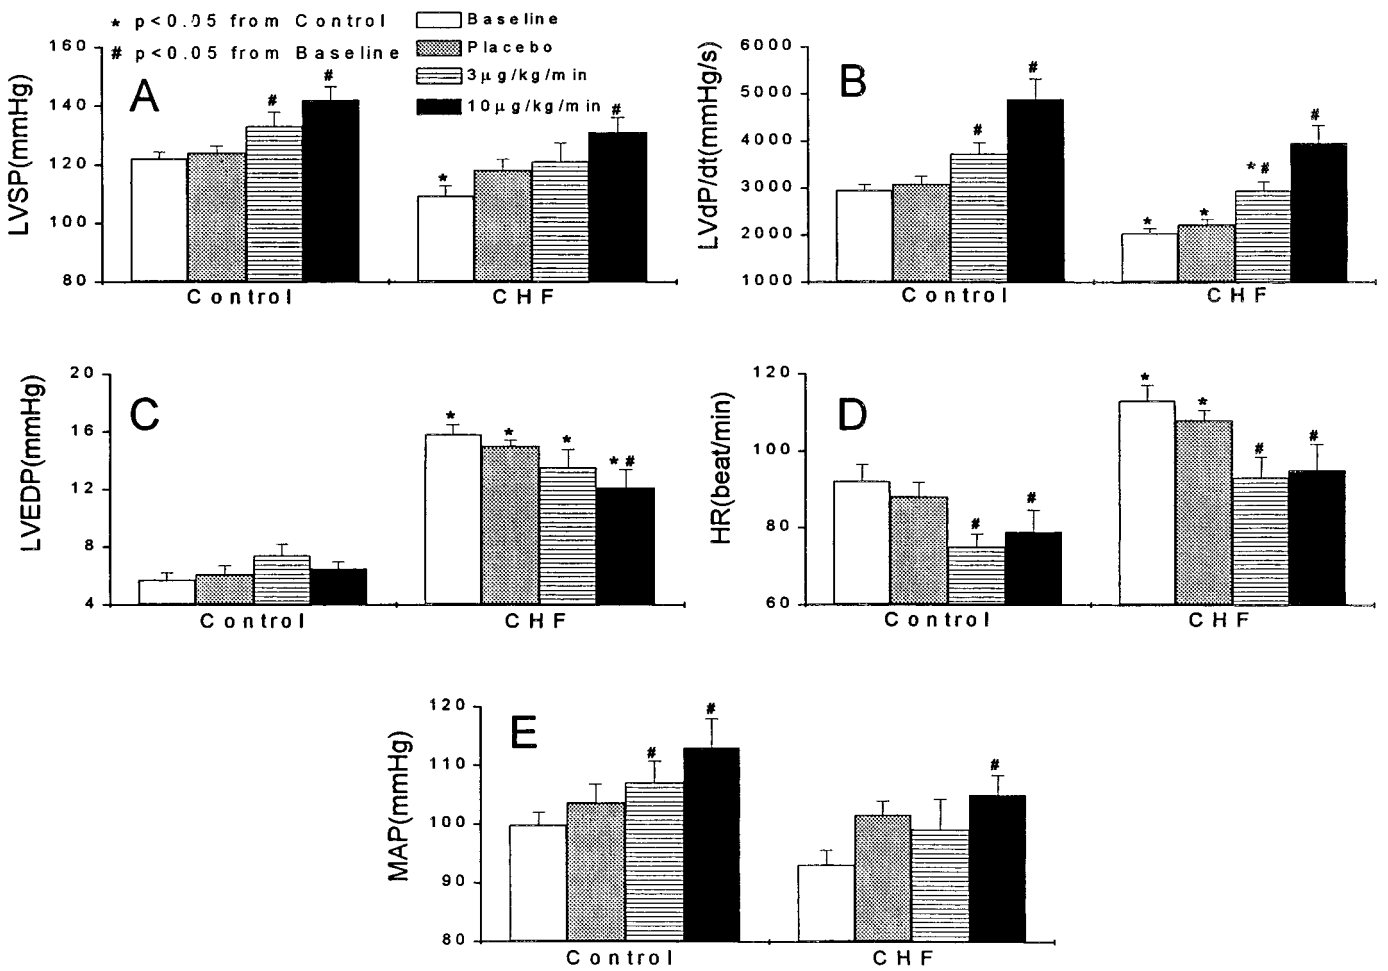 * p<0.05 from Control
# p<0.05 from Baseline
Baseline
Placebo
3μg/kg/min
10μg/kg/min
A
LVSP(mmHg)
160
140
120
100
80
#
#
*
#
Control
CHF
B
LVdP/dt(mmHg/s)
6000
5000
4000
3000
2000
1000
#
#
*
*
* #
#
Control
CHF
C
LVEDP(mmHg)
20
16
12
8
4
*
*
*
* #
Control
CHF
D
HR(beat/min)
120
100
80
60
#
#
*
*
#
#
Control
CHF
E
MAP(mmHg)
120
110
100
90
80
#
#
#
Control
CHF